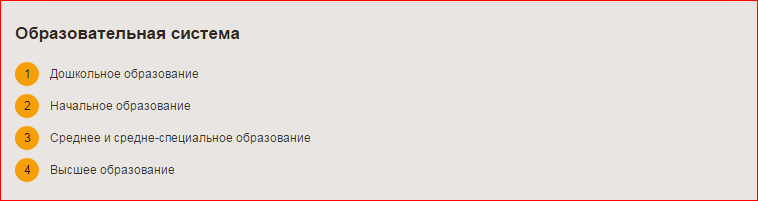 Образовательная система
1 Дошкольное образование
2 Начальное образование
3 Среднее и средне-специальное образование
4 Высшее образование